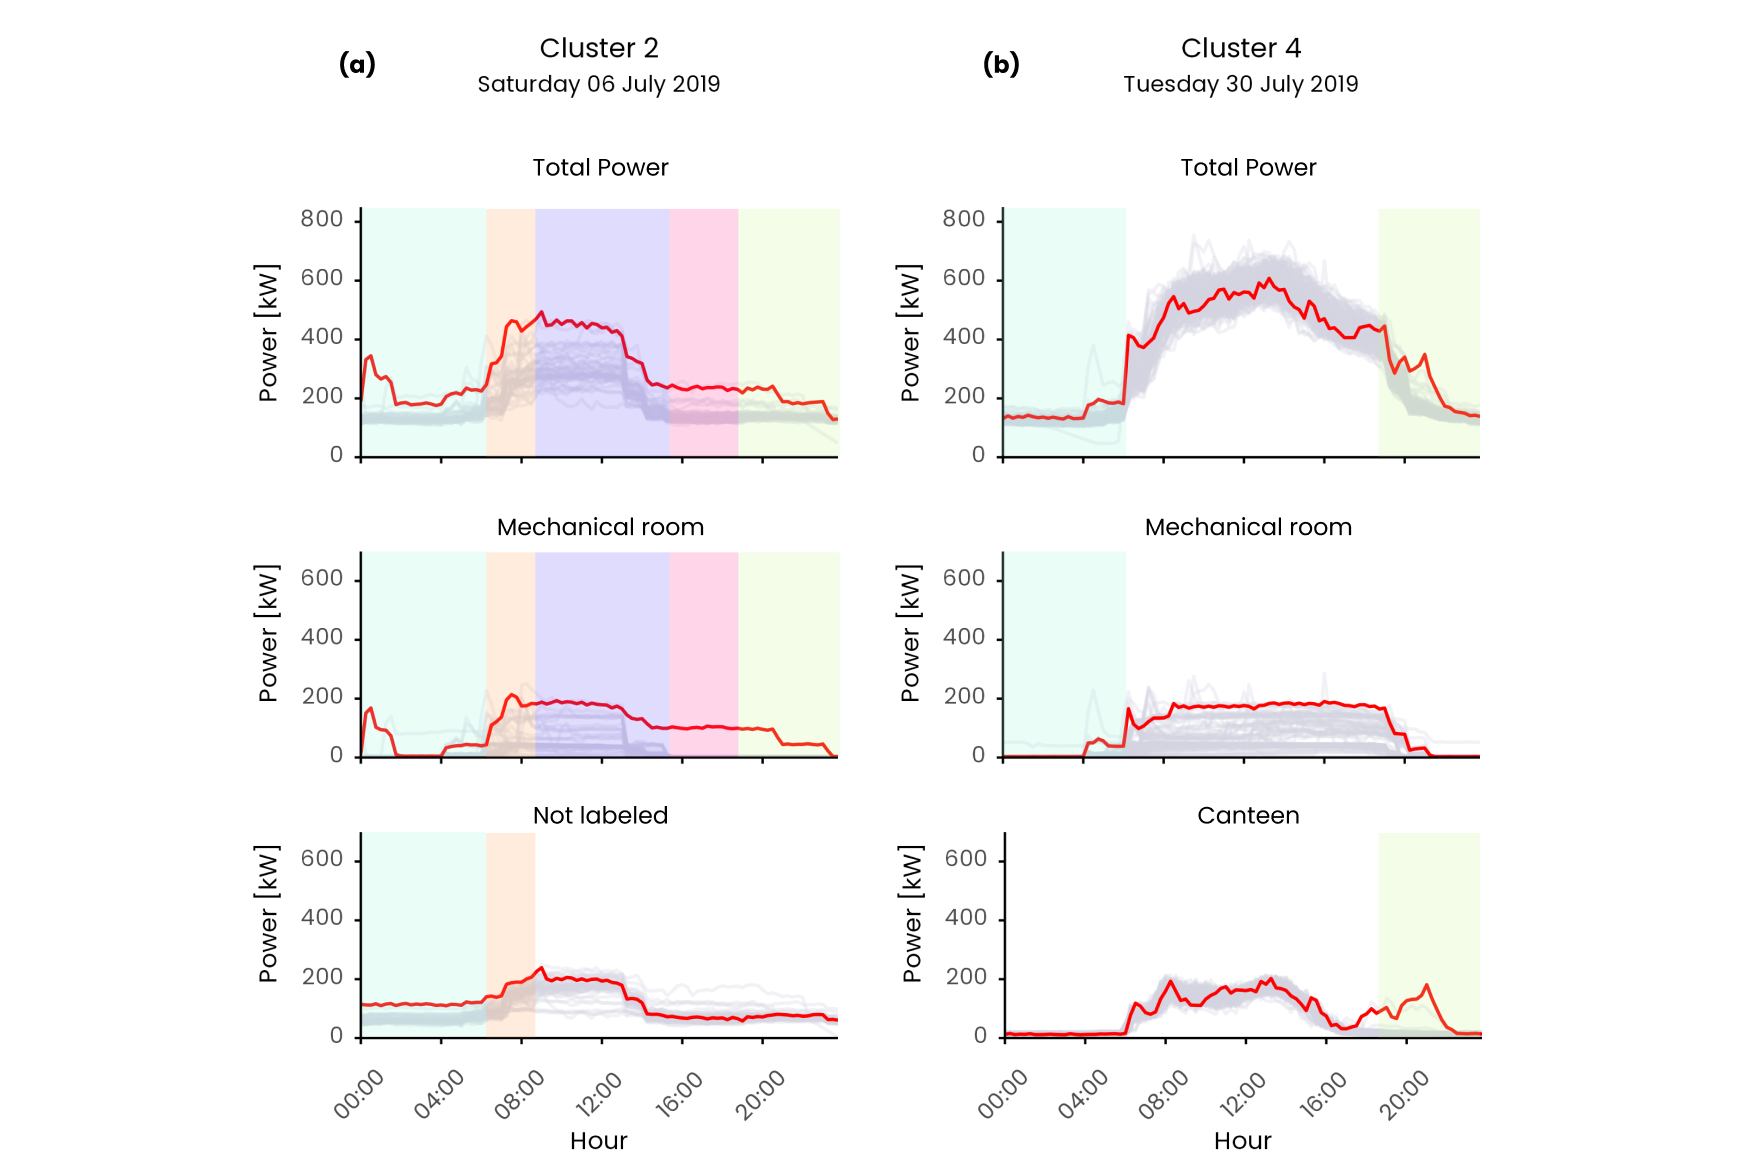 (a)
Cluster 2
Saturday 06 July 2019
Total Power
Power [kW]
800
600
400
200
0
Mechanical room
Power [kW]
600
400
200
0
Not labeled
Power [kW]
600
400
200
0
00:00 04:00 08:00 12:00 16:00 20:00
Hour
(b)
Cluster 4
Tuesday 30 July 2019
Total Power
Power [kW]
800
600
400
200
0
Mechanical room
Power [kW]
600
400
200
0
Canteen
Power [kW]
600
400
200
0
00:00 04:00 08:00 12:00 16:00 20:00
Hour